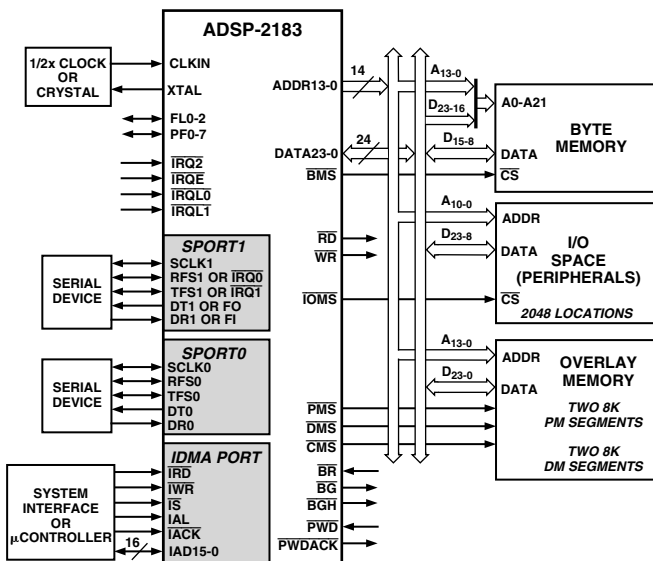 ADSP-2183
1/2x CLOCK
OR
CRYSTAL
CLKIN
XTAL
FL0-2
PF0-7
IRQ2
IRQE
IRQL0
IRQL1
SPORT1
SERIAL
DEVICE
SCLK1
RFS1 OR IRQ0
TFS1 OR IRQ1
DT1 OR FO
DR1 OR FI
SPORT0
SERIAL
DEVICE
SCLK0
RFS0
TFS0
DT0
DR0
IDMA PORT
SYSTEM
INTERFACE
OR
µCONTROLLER
IRD
IWR
IS
IAL
IACK
16
IAD15-0
ADDR13-0
14
DATA23-0
24
BMS
RD
WR
IOMS
PMS
DMS
CMS
BR
BG
BGH
PWD
PWDACK
A13-0
D23-16
D15-8
A0-A21
BYTE
MEMORY
DATA
CS
A10-0
D23-8
ADDR
I/O
SPACE
(PERIPHERALS)
DATA
CS
2048 LOCATIONS
A13-0
D23-0
ADDR
OVERLAY
MEMORY
DATA
TWO 8K
PM SEGMENTS
TWO 8K
DM SEGMENTS